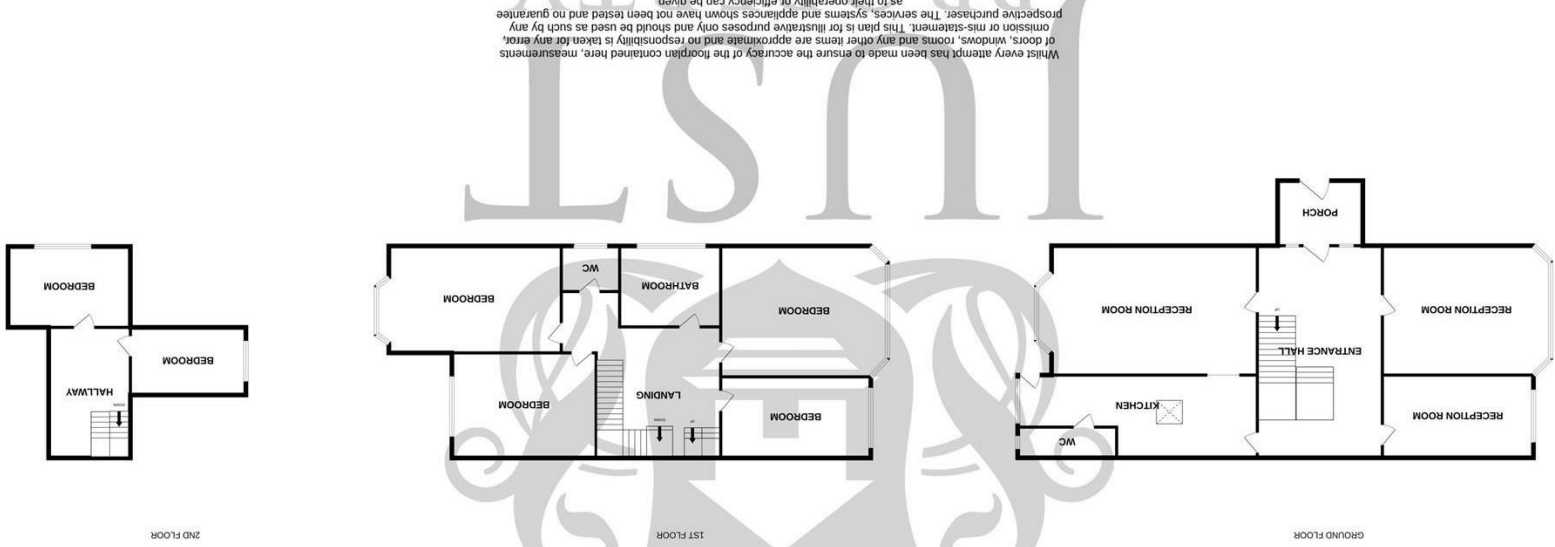 GROUND FLOOR
1ST FLOOR
2ND FLOOR
RECEPTION ROOM
RECEPTION ROOM
ENTRANCE HALL
UP
PORCH
WC
KITCHEN
RECEPTION ROOM
BEDROOM
BEDROOM
UP
DOWN
LANDING
BATHROOM
WC
BEDROOM
BEDROOM
DOWN
HALLWAY
BEDROOM
BEDROOM
JUST
Whilst every attempt has been made to ensure the accuracy of the floorplan contained here, measurements
of doors, windows, rooms and any other items are approximate and no responsibility is taken for any error,
omission or mis-statement. This plan is for illustrative purposes only and should be used as such by any
prospective purchaser. The services, systems and appliances shown have not been tested and no guarantee
as to their operability or efficiency can be given